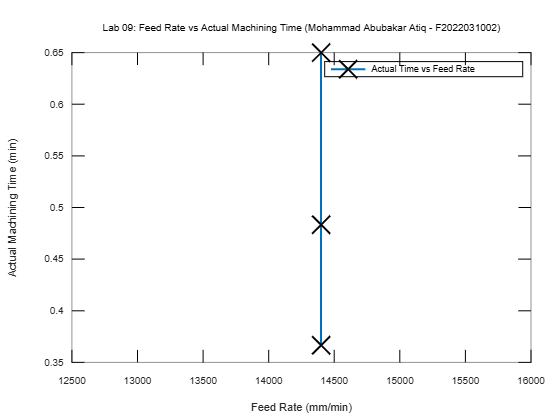 Lab 09: Feed Rate vs Actual Machining Time (Mohammad Abubakar Atiq - F2022031002)
0.65
Actual Time vs Feed Rate
0.6
0.55
0.5
0.45
0.4
0.35
Actual Machining Time (min)
12500 13000 13500 14000 14500 15000 15500 16000
Feed Rate (mm/min)